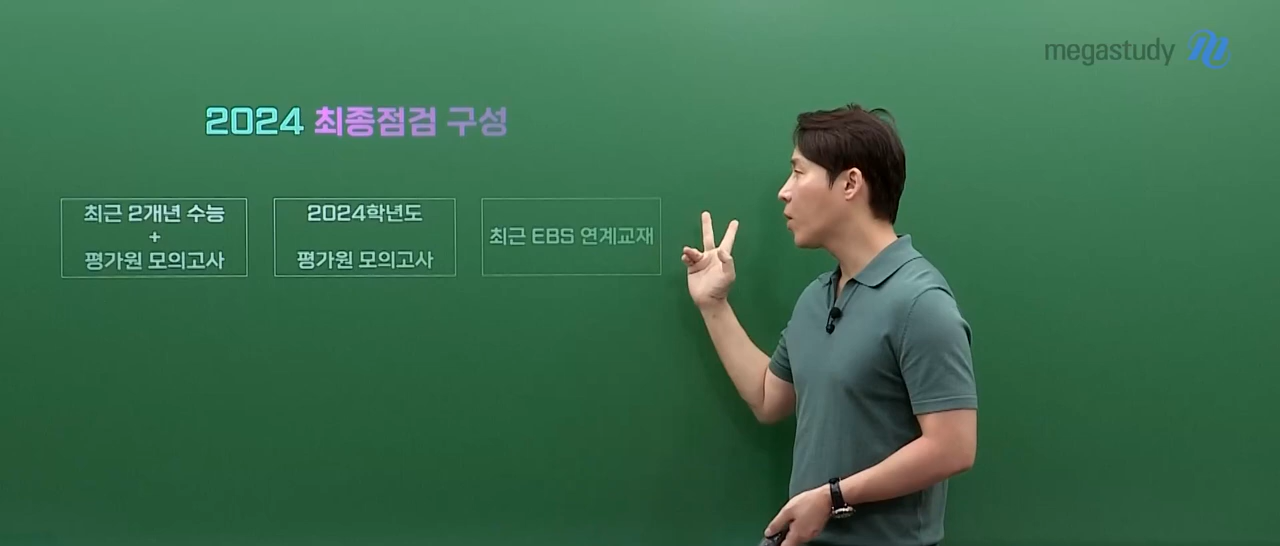 megastudy
2024 최종점검 구성
최근 2개년 수능
+
평가원 모의고사
2024학년도
평가원 모의고사
최근 EBS 연계교재